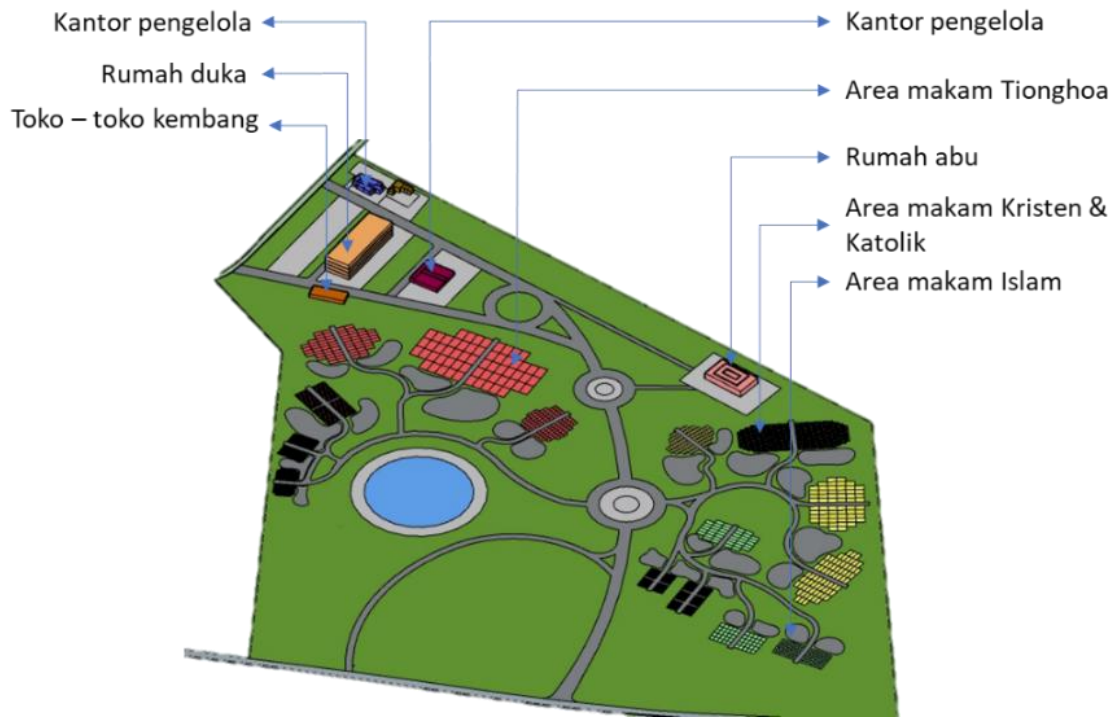 Kantor pengelola
Rumah duka
Toko – toko kembang
Kantor pengelola
Area makam Tionghoa
Rumah abu
Area makam Kristen &
Katolik
Area makam Islam